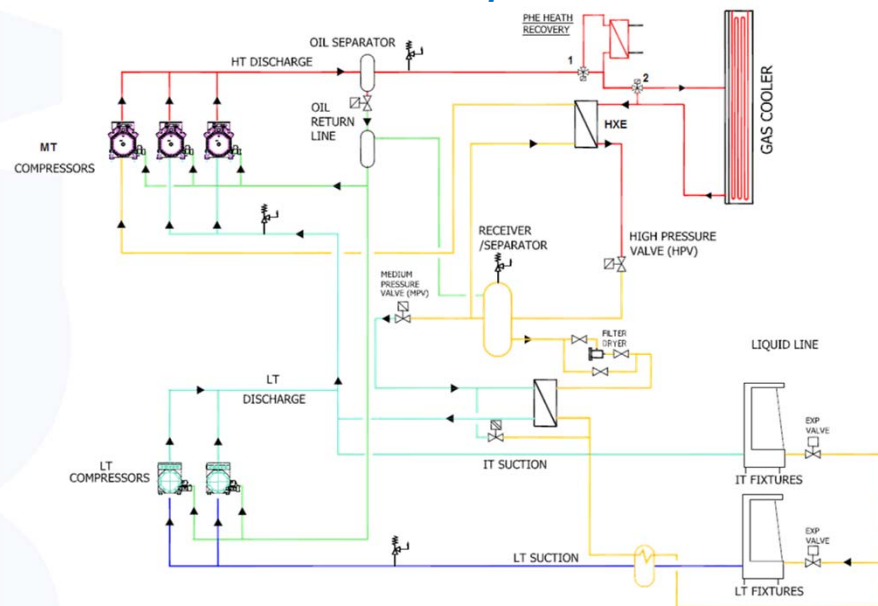 PHE HEATH
RECOVERY
OIL SEPARATOR
HT DISCHARGE
1
2
OIL
RETURN
LINE
HXE
GAS COOLER
MT
COMPRESSORS
RECEIVER
/SEPARATOR
HIGH PRESSURE
VALVE (HPV)
MEDIUM
PRESSURE
VALVE (MPV)
FILTER
DRYER
LIQUID LINE
LT
DISCHARGE
EXP
VALVE
LT
COMPRESSORS
IT SUCTION
IT FIXTURES
EXP
VALVE
LT SUCTION
LT FIXTURES